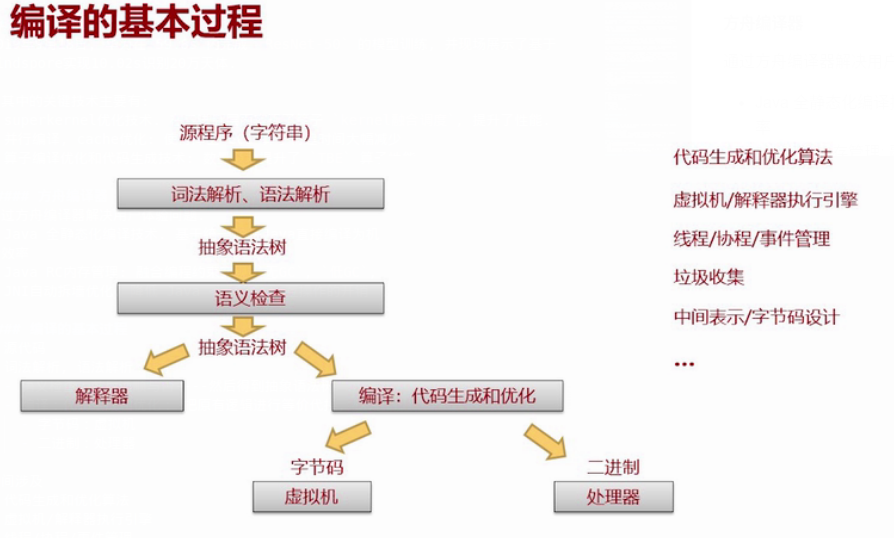 编译的基本过程
源程序（字符串）
词法解析、语法解析
抽象语法树
语义检查
抽象语法树
解释器
编译：代码生成和优化
字节码
虚拟机
二进制
处理器
代码生成和优化算法
虚拟机/解释器执行引擎
线程/协程/事件管理
垃圾收集
中间表示/字节码设计
...